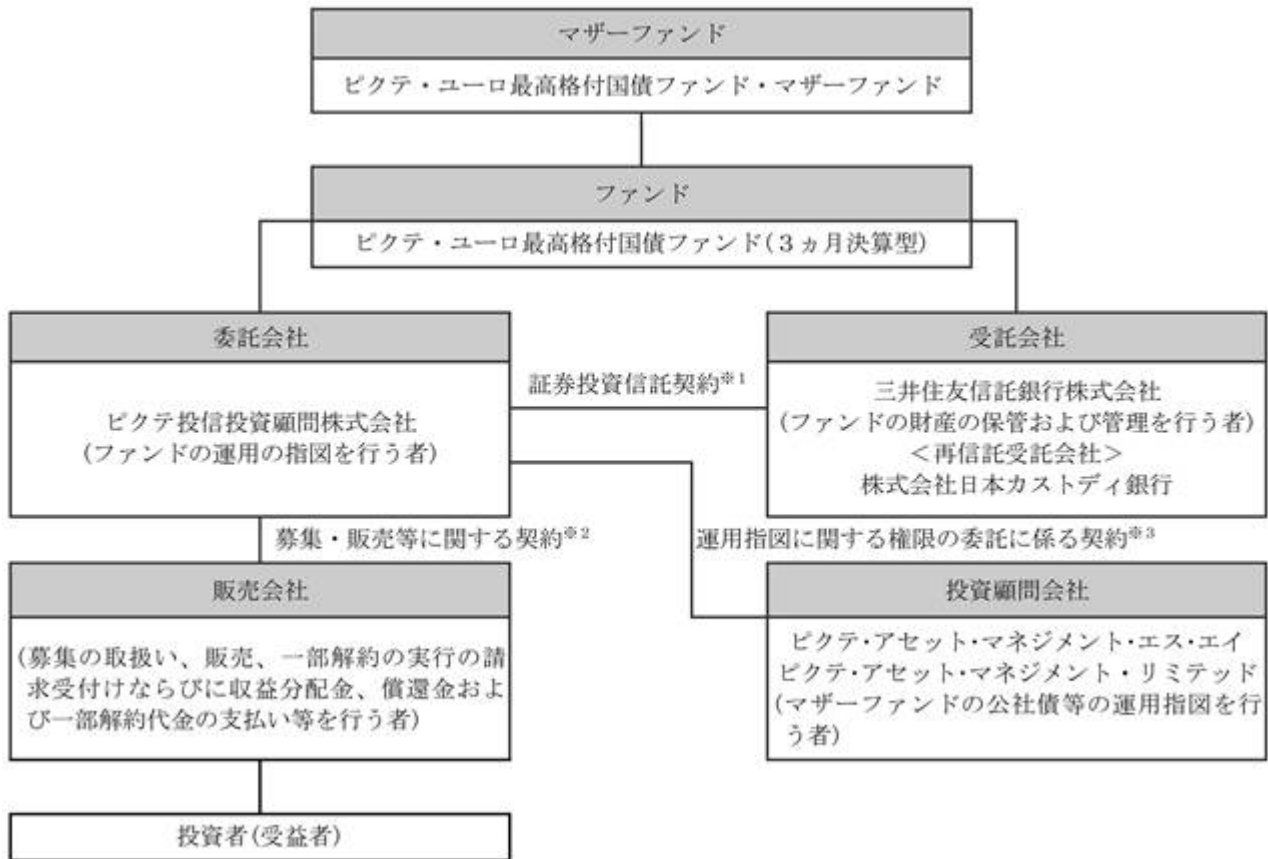 マザーファンド
ピクテ・ユーロ最高格付国債ファンド・マザーファンド
ファンド
ピクテ・ユーロ最高格付国債ファンド(3ヵ月決算型)
委託会社
ピクテ投信投資顧問株式会社
(ファンドの運用の指図を行う者)
証券投資信託契約※1
受託会社
三井住友信託銀行株式会社
(ファンドの財産の保管および管理を行う者)
<再信託受託会社>
株式会社日本カストディ銀行
募集・販売等に関する契約※2
運用指図に関する権限の委託に係る契約※3
販売会社
(募集の取扱い、販売、一部解約の実行の請
求受付けならびに収益分配金、償還金およ
び一部解約代金の支払い等を行う者)
投資顧問会社
ピクテ・アセット・マネジメント・エス・エイ
ピクテ・アセット・マネジメント・リミテッド
(マザーファンドの公社債等の運用指図を行
う者)
投資者(受益者)